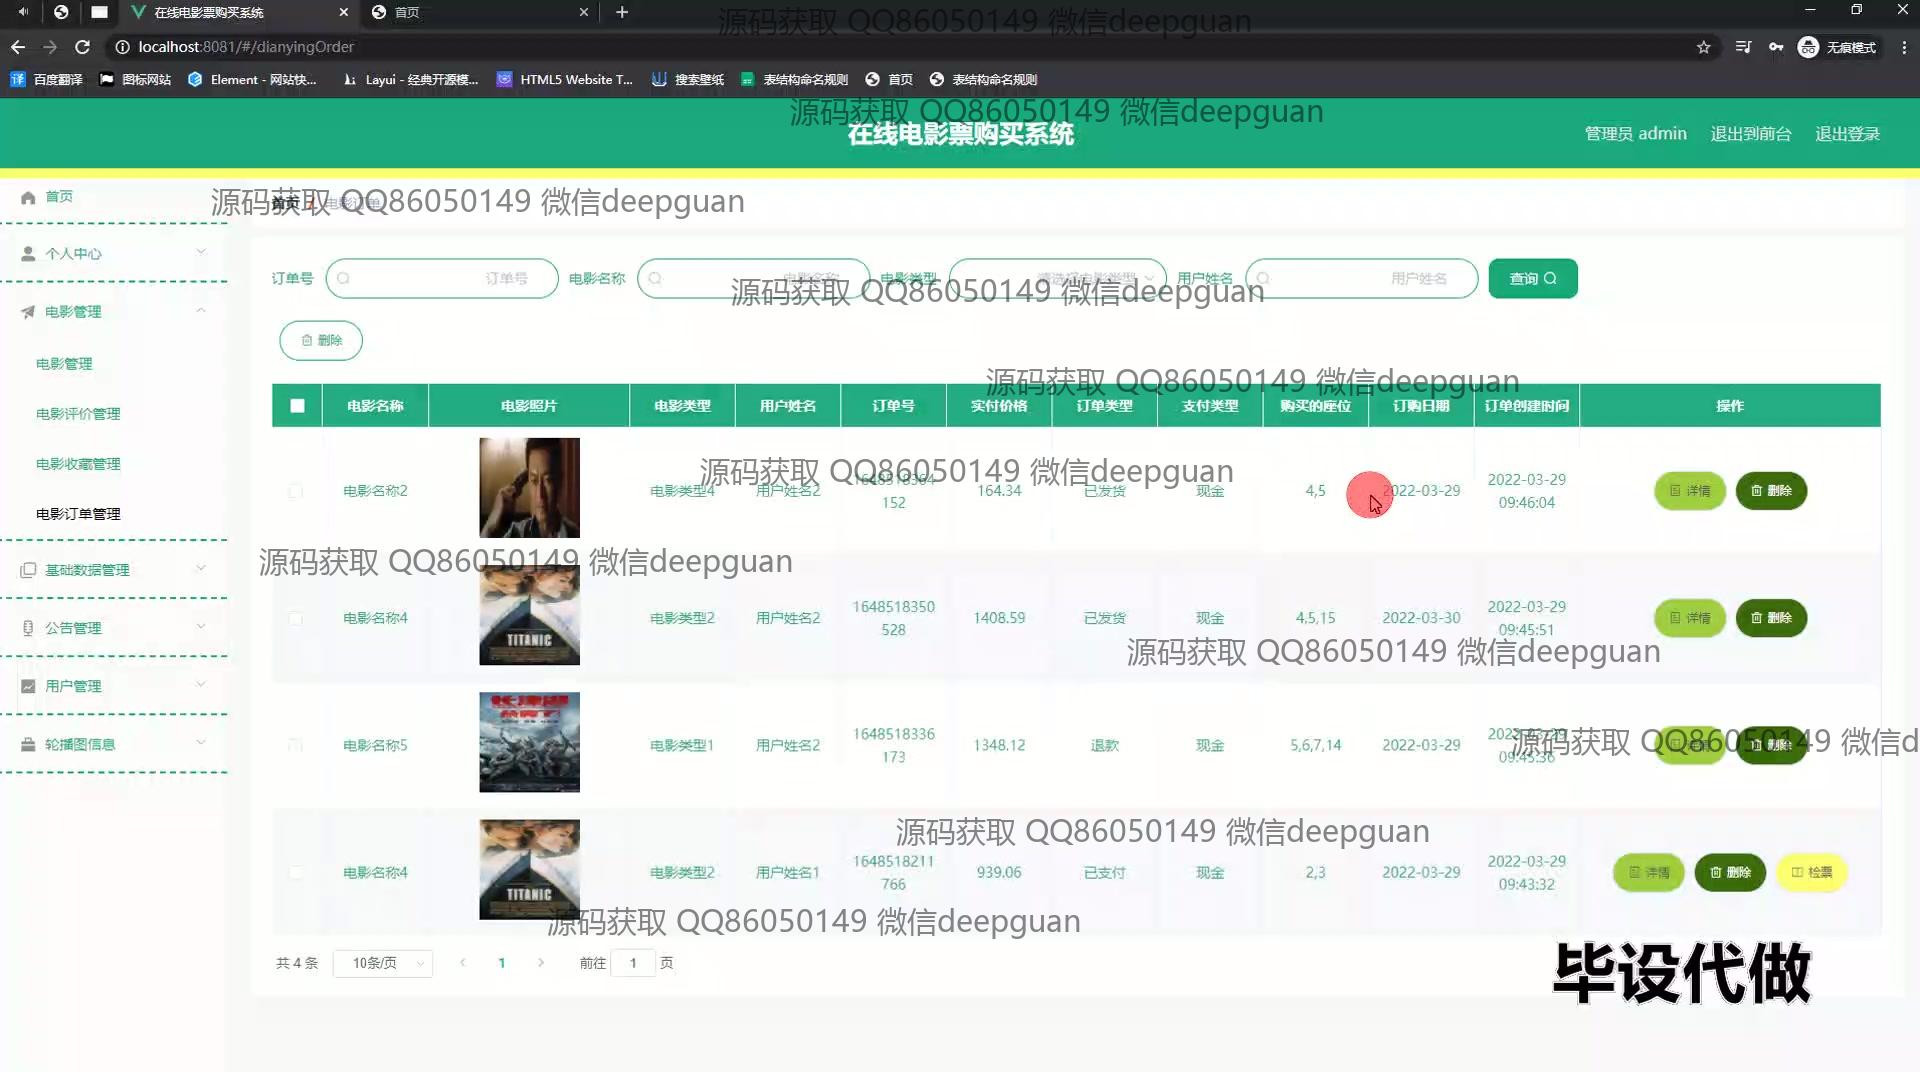 在线电影票购买系统
首页
源码获取 QQ86050149 微信deepguan
localhost:8081/#/dianyingOrder
无痕模式
百度翻译
图标网站
Element - 网站快...
Layui - 经典开源模...
HTML5 Website T...
搜索壁纸
表结构命名规则
首页
表结构命名规则
源码获取 QQ86050149 微信deepguan
在线电影票购买系统
管理员 admin
退出到前台
退出登录
首页
个人中心
电影管理
电影管理
电影评价管理
电影收藏管理
电影订单管理
基础数据管理
公告管理
用户管理
轮播图信息
源码获取 QQ86050149 微信deepguan
首页 / 电影订单
订单号 订单号
电影名称 电影名称
电影类型 请选择电影类型
用户姓名 用户姓名
查询
源码获取 QQ86050149 微信deepguan
删除
源码获取 QQ86050149 微信deepguan
电影名称 电影照片 电影类型 用户姓名 订单号 实付价格 订单类型 支付类型 购买的座位 订购日期 订单创建时间 操作
源码获取 QQ86050149 微信deepguan
电影名称2 电影类型4 用户姓名2 1648518364 164.34 已发货 现金 4,5 2022-03-29 2022-03-29 详情 删除
152 09:46:04
源码获取 QQ86050149 微信deepguan
电影名称4 TITANIC 电影类型2 用户姓名2 1648518350 1408.59 已发货 现金 4,5,15 2022-03-30 2022-03-29 详情 删除
528 09:45:51
源码获取 QQ86050149 微信deepguan
长津湖
电影名称5 电影类型1 用户姓名2 1648518336 1348.12 退款 现金 5,6,7,14 2022-03-29 2022-03-29 详情 删除
173 09:45:36
源码获取 QQ86050149 微信d
源码获取 QQ86050149 微信deepguan
电影名称4 TITANIC 电影类型2 用户姓名1 1648518211 939.06 已支付 现金 2,3 2022-03-29 2022-03-29 详情 删除 检票
766 09:43:32
源码获取 QQ86050149 微信deepguan
共 4 条 10条/页 1 前往 1 页
毕设代做